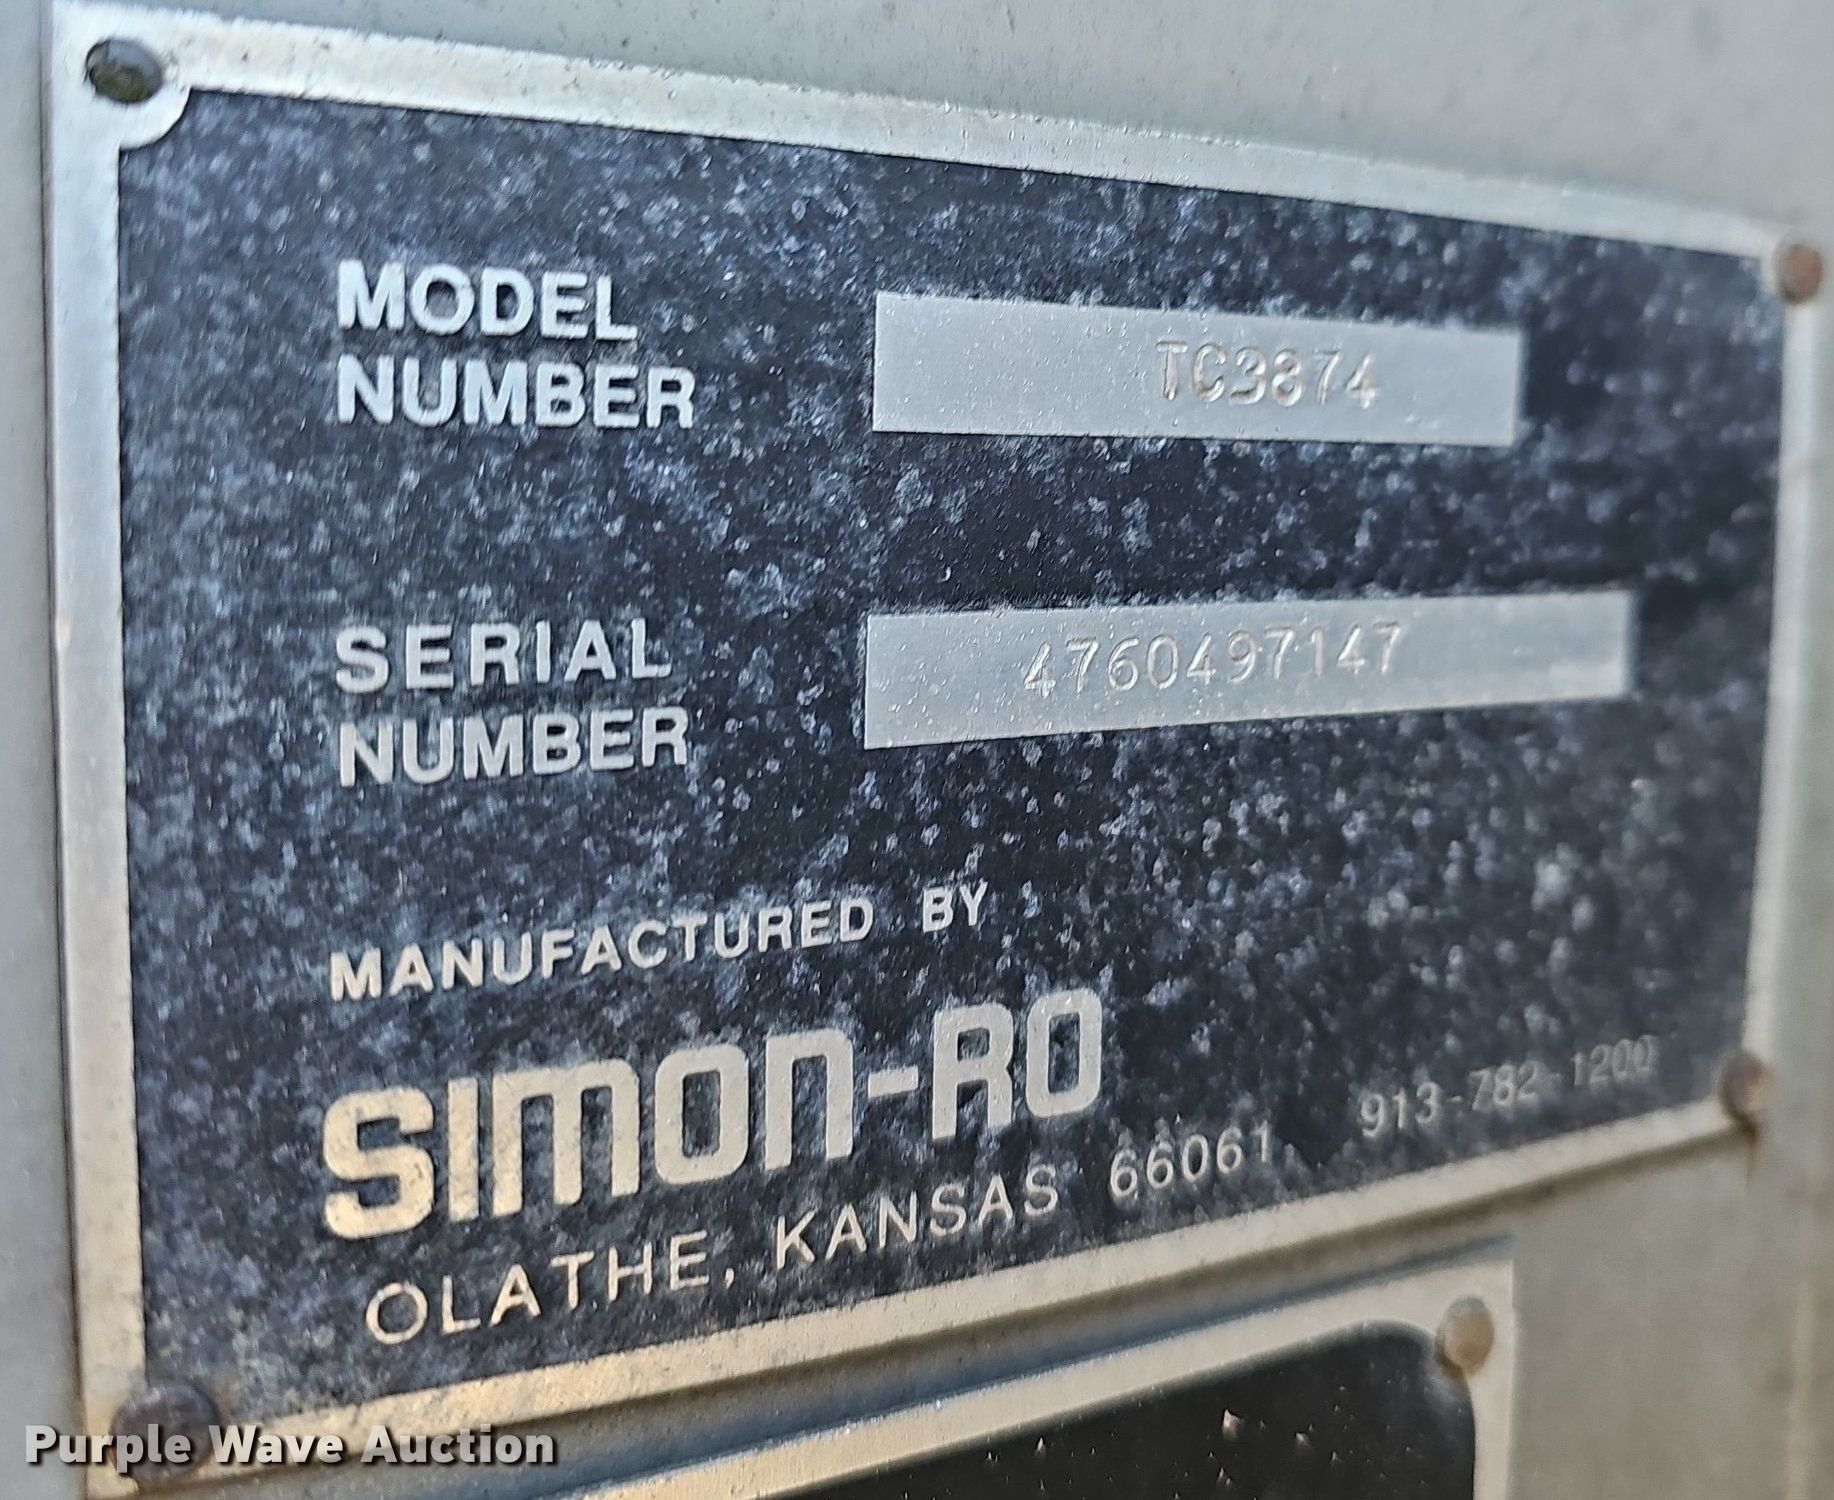 MODEL
NUMBER
TC3874
SERIAL
NUMBER
4760497147
MANUFACTURED BY
SIMON-RO
OLATHE, KANSAS 66061 913-782-1200
Purple Wave Auction